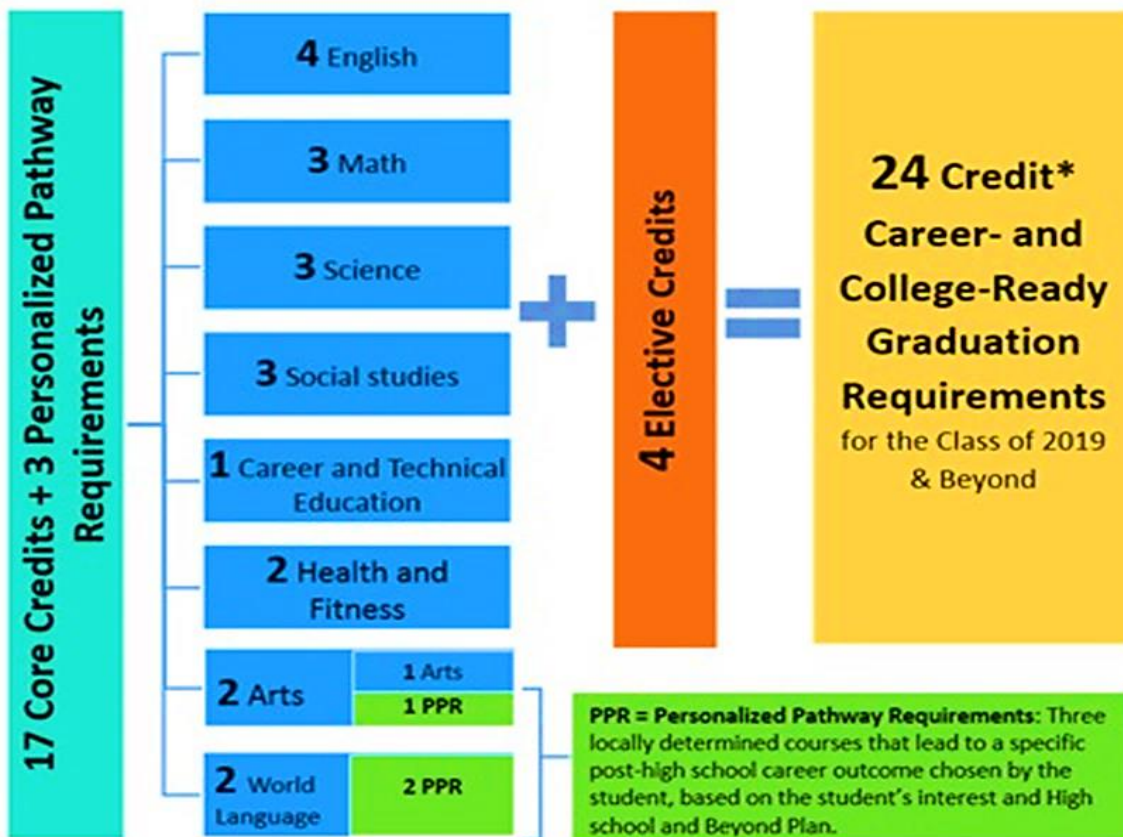 17 Core Credits + 3 Personalized Pathway
Requirements
4 English
3 Math
3 Science
3 Social studies
1 Career and Technical
Education
2 Health and
Fitness
2 Arts
1 Arts
1 PPR
2 World
Language
2 PPR
+
4 Elective Credits
=
24 Credit*
Career- and
College-Ready
Graduation
Requirements
for the Class of 2019
& Beyond
PPR = Personalized Pathway Requirements: Three
locally determined courses that lead to a specific
post-high school career outcome chosen by the
student, based on the student's interest and High
school and Beyond Plan.